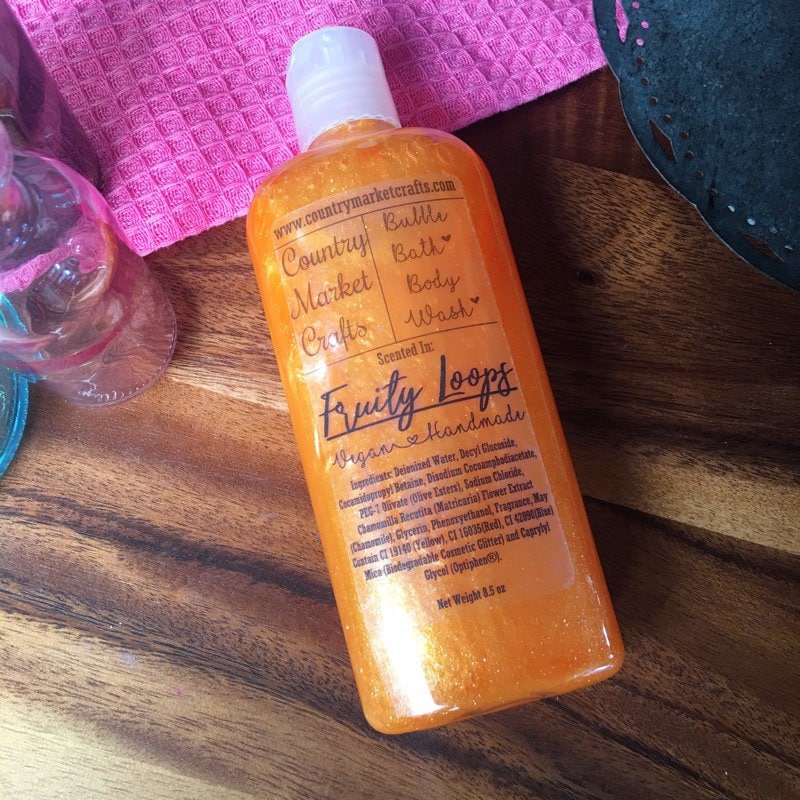 www.countrymarketcrafts.com
Country
Market
Crafts
Bubble
Bath
Body
Wash
Scented In:
Fruity Loops
Vegan Handmade
Ingredients: Deionized Water, Decyl Glucoside,
Cocamidopropyl Betaine, Disodium Cocoamphodiacetate,
PEG-7 Olivate (Olive Esters), Sodium Chloride,
Chamomilla Recutita (Matricaria) Flower Extract
(Chamomile), Glycerin, Phenoxyethanol, Fragrance, May
Contain CI 19140 (Yellow), CI 16035(Red), CI 42090(Blue)
Mica (Biodegradable Cosmetic Glitter) and Caprylyl
Glycol (Optiphen®).
Net Weight 8.5 oz